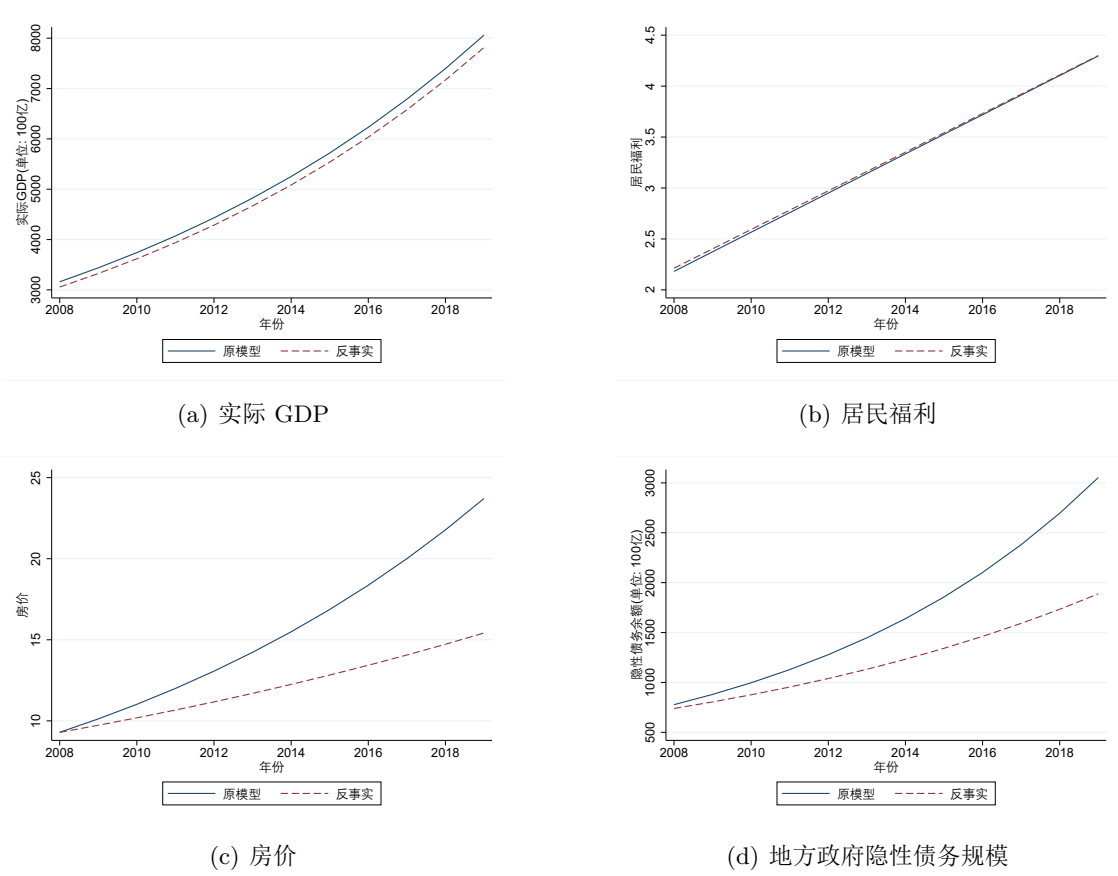 实际GDP(单位: 100亿)
8000
7000
6000
5000
4000
3000
2008 2010 2012 2014 2016 2018
年份
原模型 反事实
(a) 实际 GDP
居民福利
4.5
4
3.5
3
2.5
2
2008 2010 2012 2014 2016 2018
年份
原模型 反事实
(b) 居民福利
房价
25
20
15
10
2008 2010 2012 2014 2016 2018
年份
原模型 反事实
(c) 房价
隐性债务余额(单位: 100亿)
3000
2500
2000
1500
1000
500
2008 2010 2012 2014 2016 2018
年份
原模型 反事实
(d) 地方政府隐性债务规模